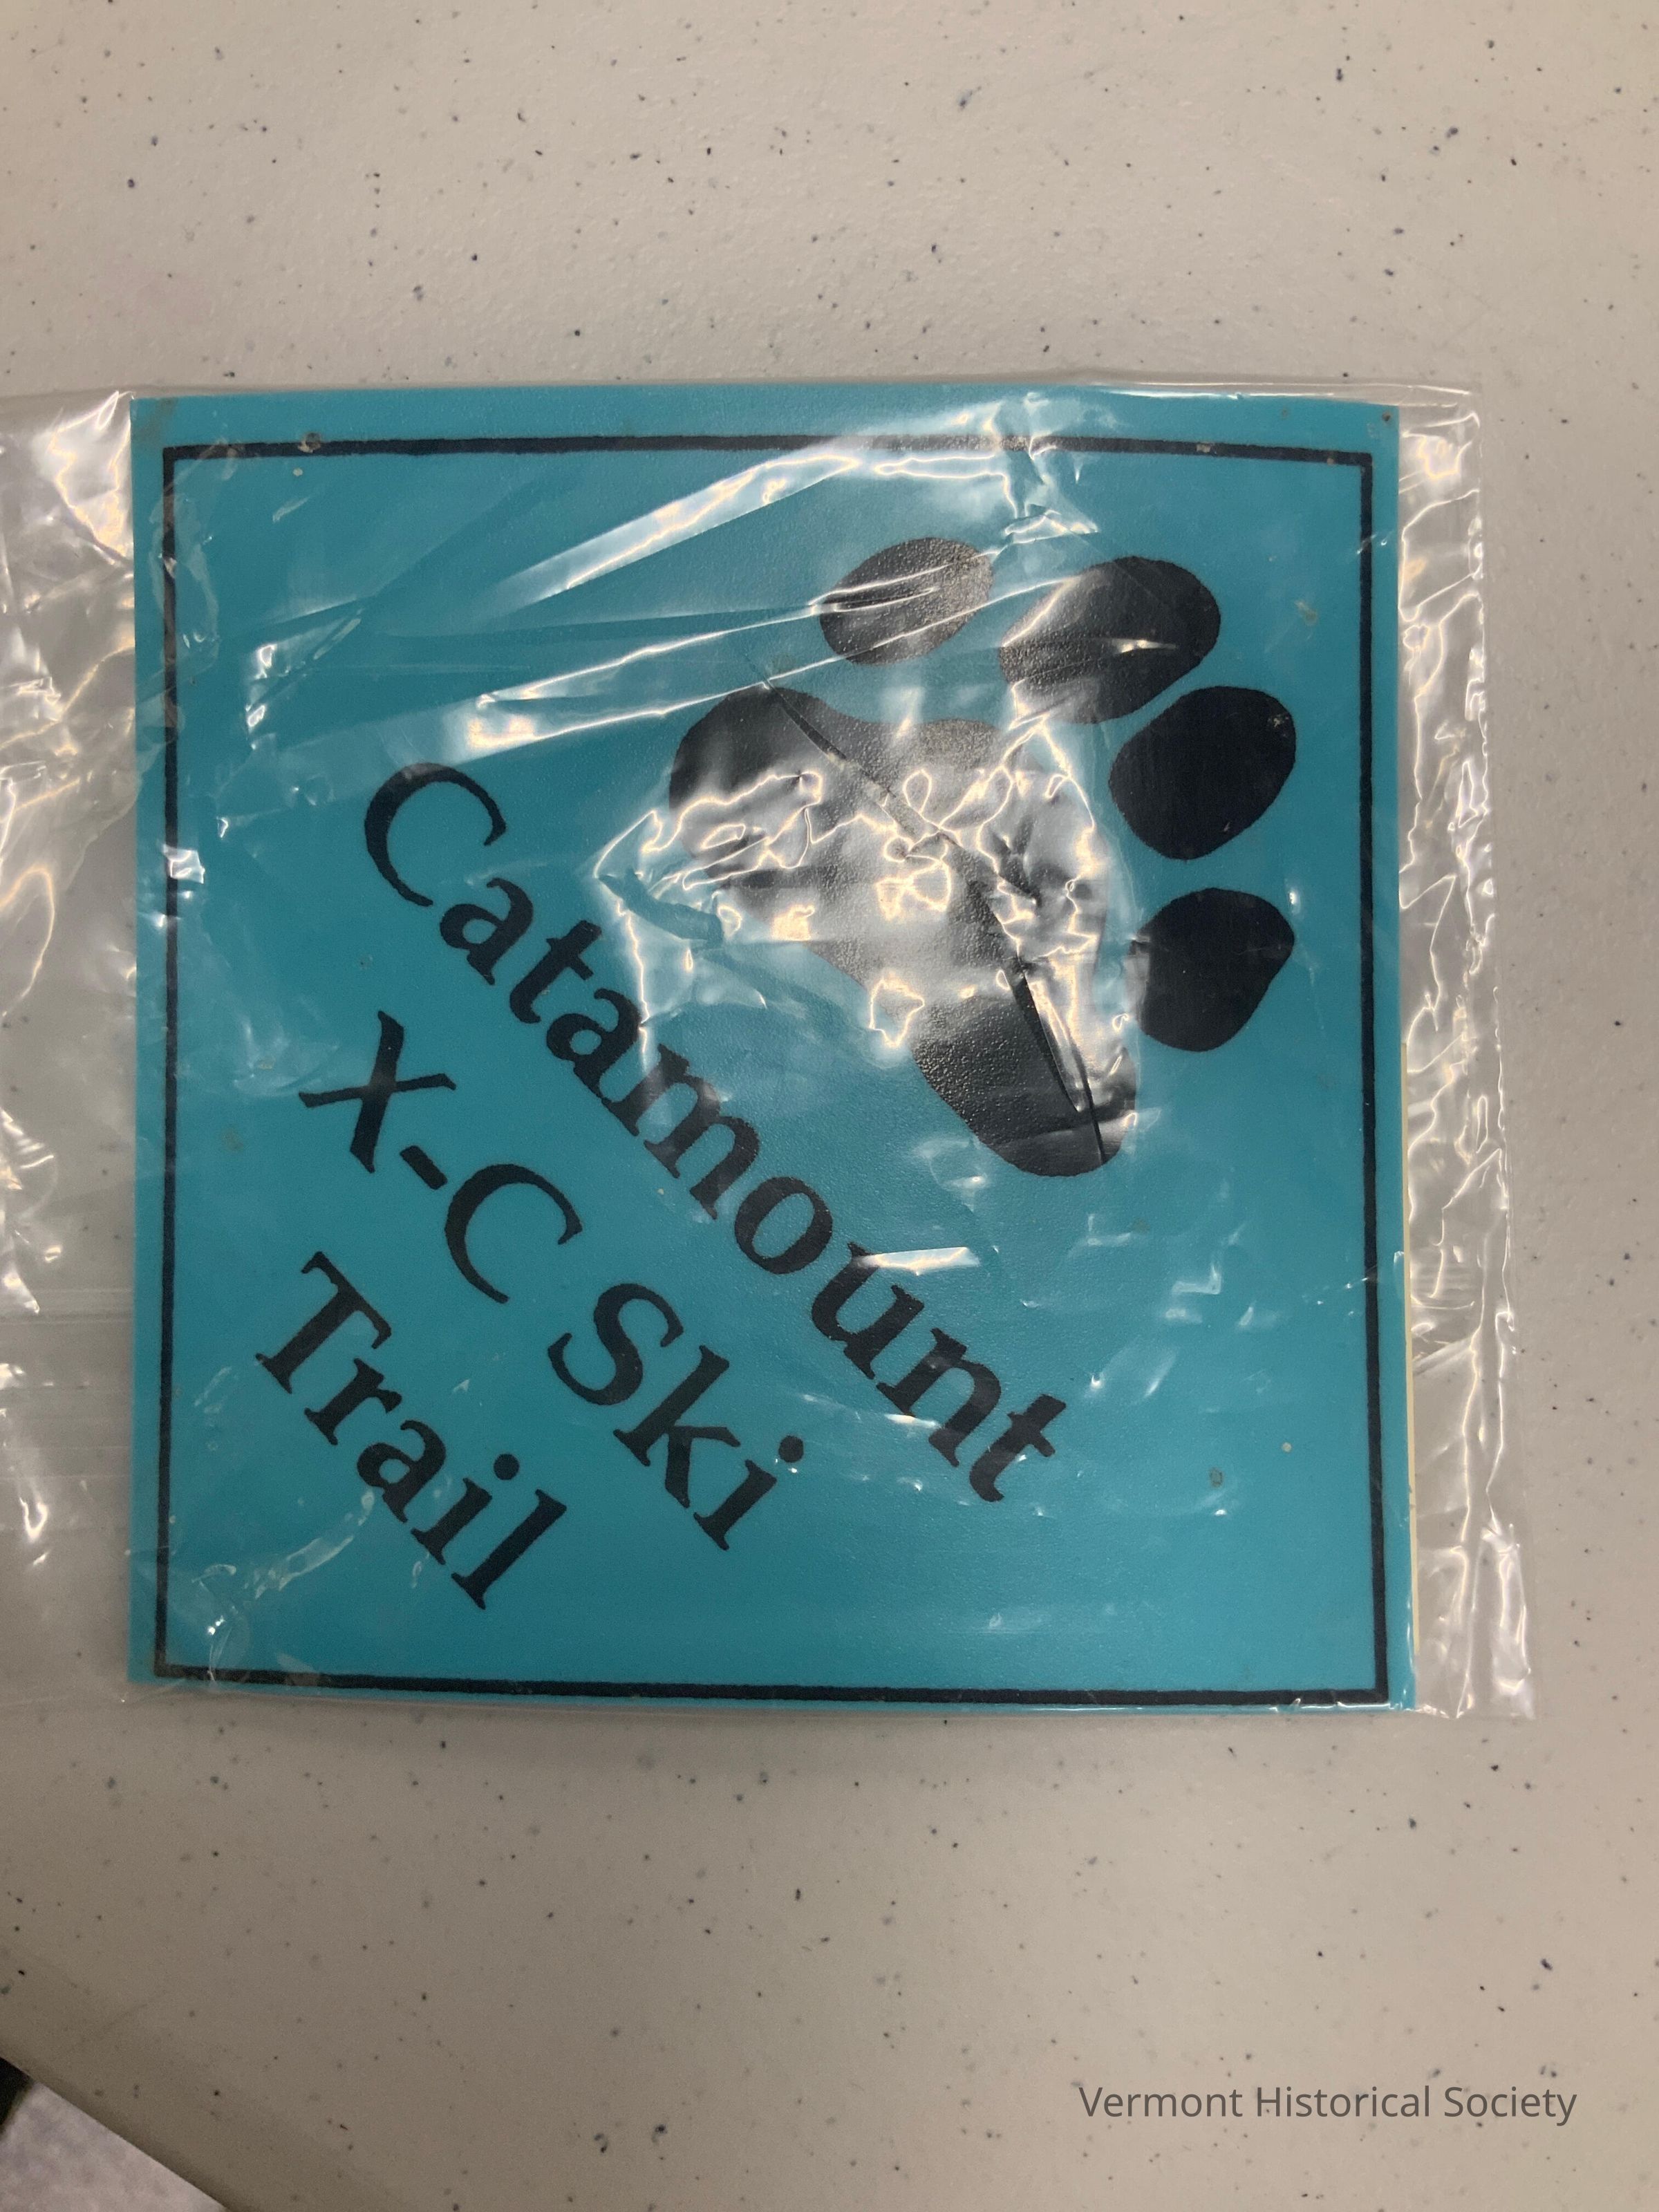 Catamount
X-C Ski
Trail
Vermont Historical Society